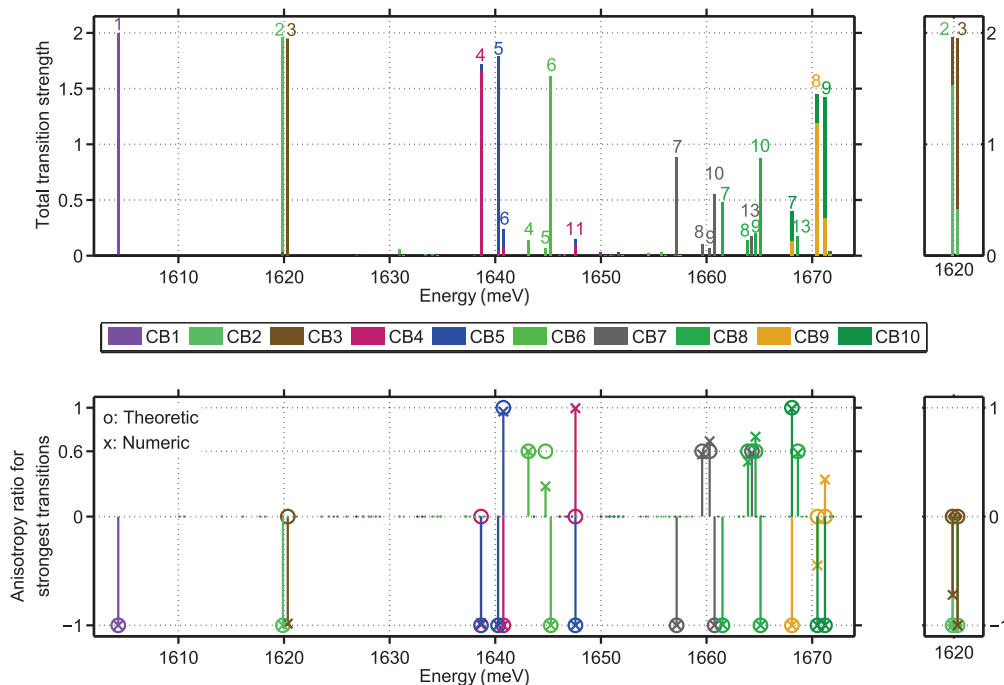 Total transition strength
2
1.5
1
0.5
0
1 2 3 4 5 6 4 5 6 11 7 8 9 10 13 7 8 9 10 7 13 8 9
1610 1620 1630 1640 1650 1660 1670
Energy (meV)
2 3
2
1
0
1620
CB1 CB2 CB3 CB4 CB5 CB6 CB7 CB8 CB9 CB10
Anisotropy ratio for
strongest transitions
1
0.6
0
−1
o: Theoretic
x: Numeric
1610 1620 1630 1640 1650 1660 1670
Energy (meV)
1
0
−1
1620